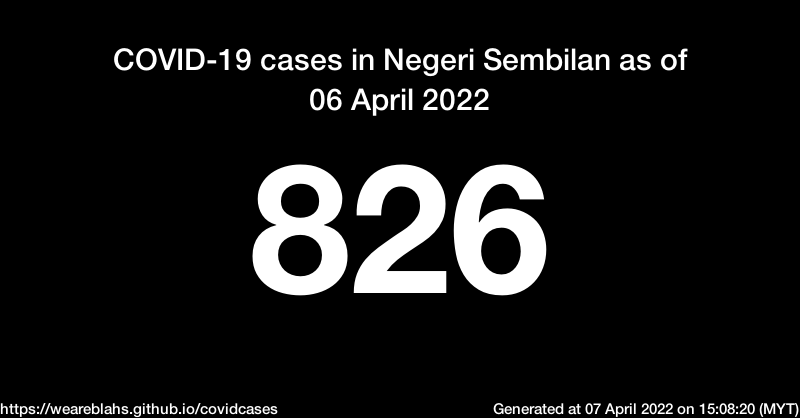 COVID-19 cases in Negeri Sembilan as of
06 April 2022
826
https://weareblahs.github.io/covidcases
Generated at 07 April 2022 on 15:08:20 (MYT)